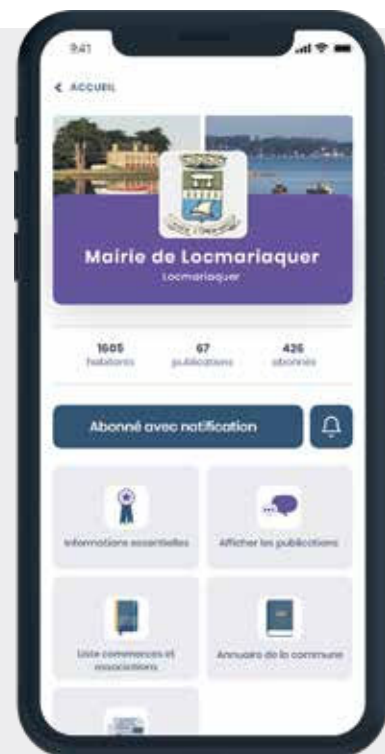 9:41
< ACCUEIL
Mairie de Locmariaquer
Locmariaquer
1605 67 426
habitants publications abonnés
Abonné avec notification
Informations essentielles
Afficher les publications
Liste commerces et
associations
Annuaire de la commune